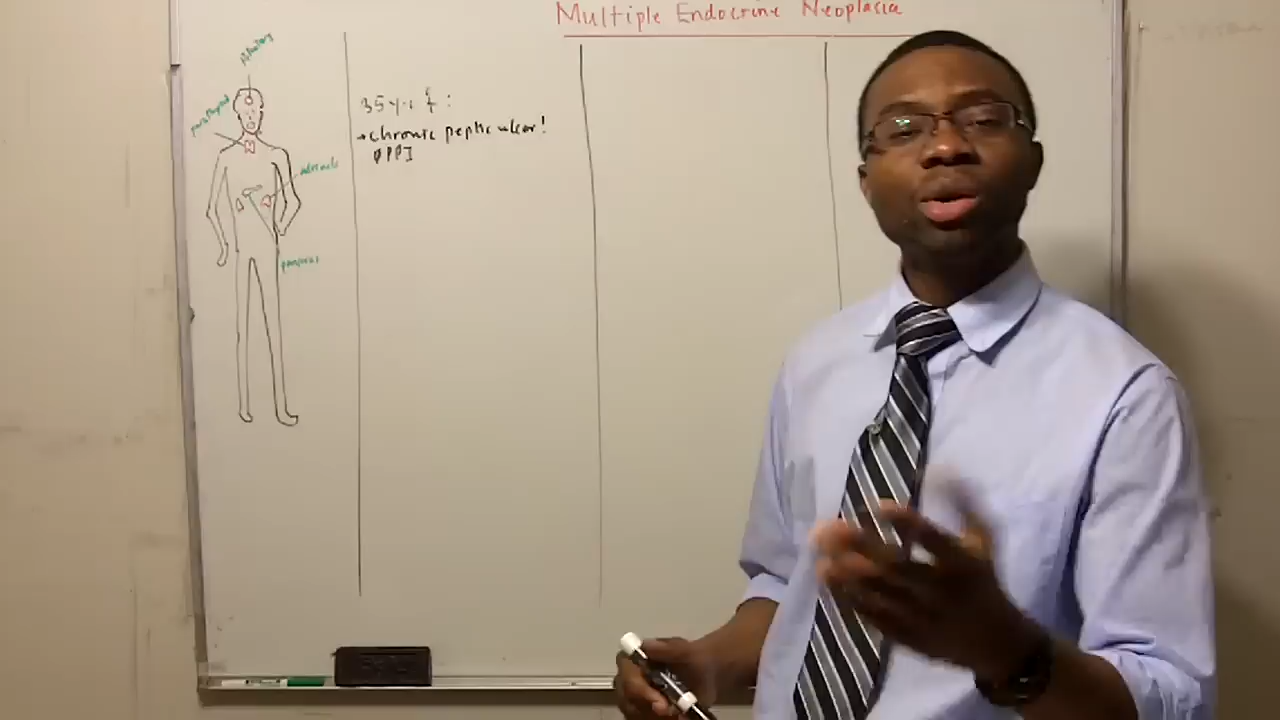 Multiple Endocrine Neoplasia
pituitary
parathyroid
adrenals
pancreas
35 y.
→chronic peptic ulcer!
PPI